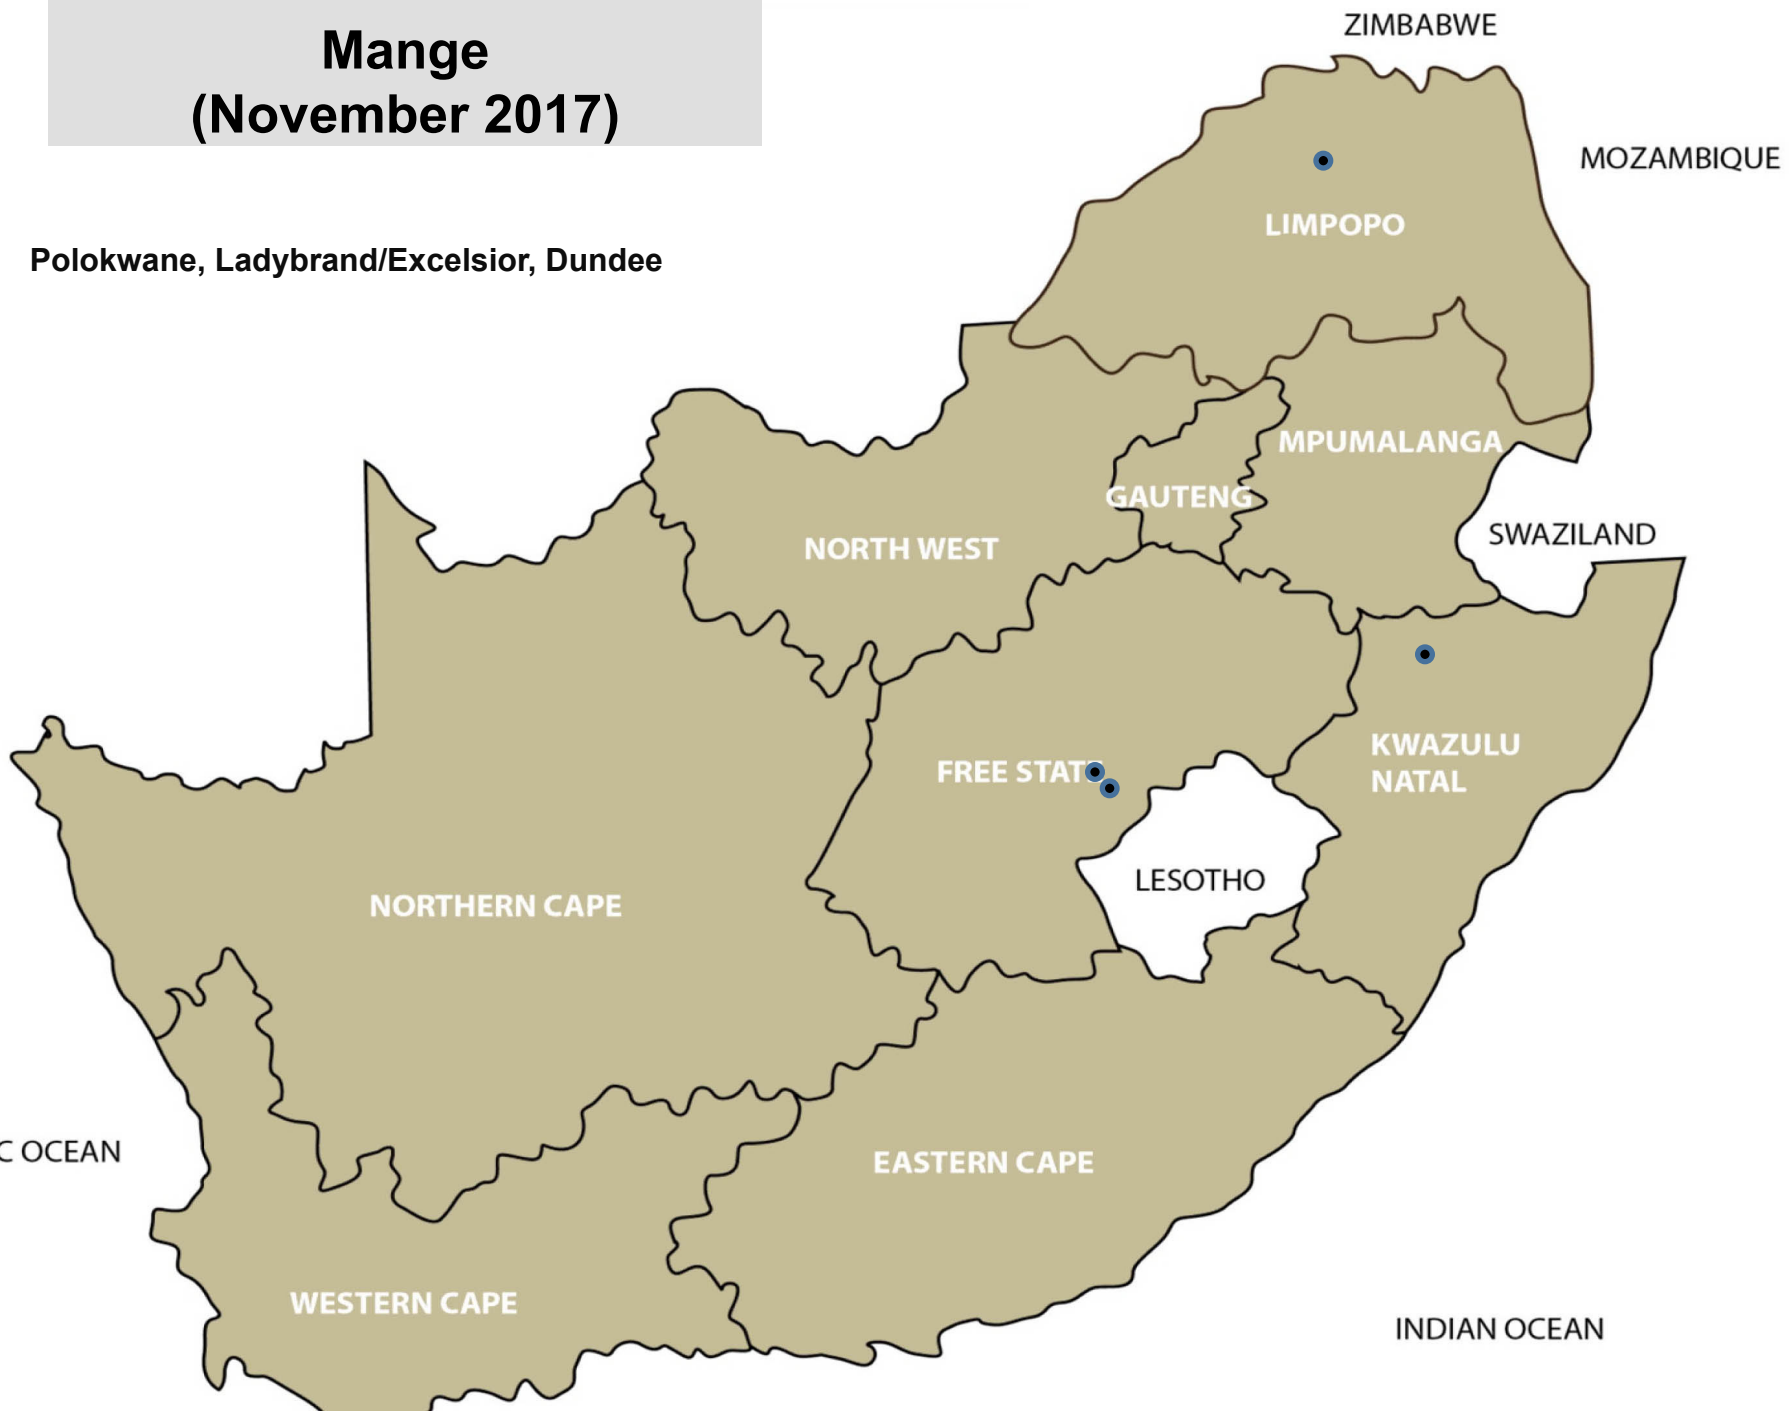 Mange
(November 2017)
ZIMBABWE
MOZAMBIQUE
LIMPOPO
Polokwane, Ladybrand/Excelsior, Dundee
MPUMALANGA
GAUTENG
SWAZILAND
NORTH WEST
KWAZULU
NATAL
FREE STATE
LESOTHO
NORTHERN CAPE
C OCEAN
EASTERN CAPE
WESTERN CAPE
INDIAN OCEAN